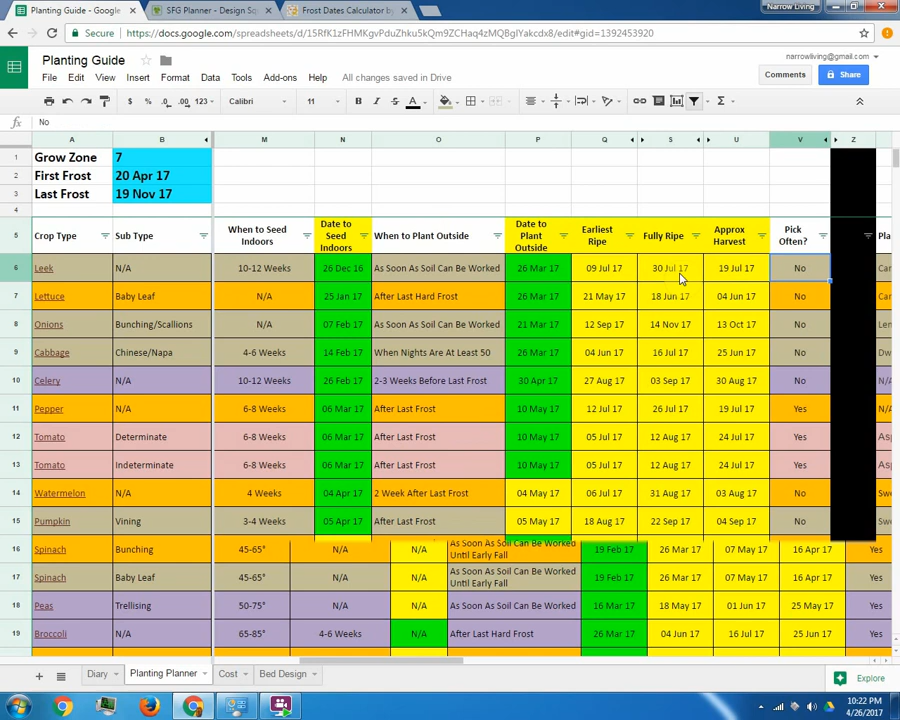 Narrow Living
Planting Guide - Google S
SFG Planner - Design Squ
Frost Dates Calculator by
https://docs.google.com/spreadsheets/d/15RfK1zFHMKgvPduZhku5kQm9ZCHaq4zMQBgIYakcdx8/edit#gid=1392453920
narrowliving@gmail.com
Planting Guide
File Edit View Insert Format Data Tools Add-ons Help All changes saved in Drive
Comments Share
$ % .0 .00 123 Calibri 11 B I S A Σ
fx No
A B M N O P Q S U V Z
1 Grow Zone 7
2 First Frost 20 Apr 17
3 Last Frost 19 Nov 17
4
5 Crop Type Sub Type When to Seed Indoors Date to Seed Indoors When to Plant Outside Date to Plant Outside Earliest Ripe Fully Ripe Approx Harvest Pick Often? Pla
6 Leek N/A 10-12 Weeks 26 Dec 16 As Soon As Soil Can Be Worked 26 Mar 17 09 Jul 17 30 Jul 17 19 Jul 17 No Car
7 Lettuce Baby Leaf N/A 25 Jan 17 After Last Hard Frost 26 Mar 17 21 May 17 18 Jun 17 04 Jun 17 No
8 Onions Bunching/Scallions N/A 07 Feb 17 As Soon As Soil Can Be Worked 21 Mar 17 12 Sep 17 14 Nov 17 13 Oct 17 No Len
9 Cabbage Chinese/Napa 4-6 Weeks 14 Feb 17 When Nights Are At Least 50 26 Mar 17 04 Jun 17 16 Jul 17 25 Jun 17 No Dw
10 Celery N/A 10-12 Weeks 26 Feb 17 2-3 Weeks Before Last Frost 30 Apr 17 27 Aug 17 03 Sep 17 30 Aug 17 No N/A
11 Pepper N/A 6-8 Weeks 06 Mar 17 After Last Frost 10 May 17 12 Jul 17 26 Jul 17 19 Jul 17 Yes N/A
12 Tomato Determinate 6-8 Weeks 06 Mar 17 After Last Frost 10 May 17 05 Jul 17 12 Aug 17 24 Jul 17 Yes Asp
13 Tomato Indeterminate 6-8 Weeks 06 Mar 17 After Last Frost 10 May 17 05 Jul 17 12 Aug 17 24 Jul 17 Yes Asp
14 Watermelon N/A 4 Weeks 04 Apr 17 2 Week After Last Frost 04 May 17 06 Jul 17 31 Aug 17 03 Aug 17 No Swe
15 Pumpkin Vining 3-4 Weeks 05 Apr 17 After Last Frost 05 May 17 18 Aug 17 22 Sep 17 04 Sep 17 No Swe
16 Spinach Bunching 45-65° N/A N/A As Soon As Soil Can Be Worked Until Early Fall 19 Feb 17 26 Mar 17 07 May 17 16 Apr 17 Yes
17 Spinach Baby Leaf 45-65° N/A N/A As Soon As Soil Can Be Worked Until Early Fall 19 Feb 17 26 Mar 17 07 May 17 16 Apr 17 Yes
18 Peas Trellising 50-75° N/A N/A As Soon As Soil Can Be Worked 16 Mar 17 18 May 17 01 Jun 17 25 May 17 Yes
19 Broccoli N/A 65-85° 4-6 Weeks N/A After Last Hard Frost 26 Mar 17 04 Jun 17 16 Jul 17 25 Jun 17 Yes
Diary Planting Planner Cost Bed Design Explore
10:22 PM
4/26/2017